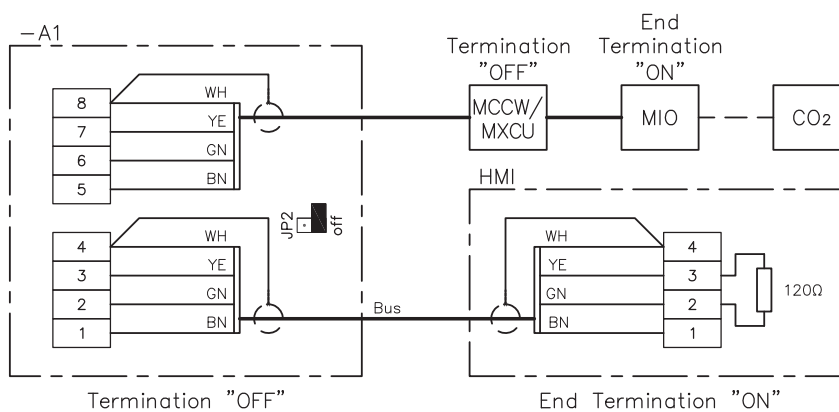 -A1
Termination
"OFF"
End
Termination
"ON"
8
7
6
5
WH
YE
GN
BN
MCCW/
MXCU
MIO
CO2
HMI
JP2
off
4
3
2
1
WH
YE
GN
BN
Bus
WH
YE
GN
BN
4
3
2
1
120Ω
Termination "OFF"
End Termination "ON"